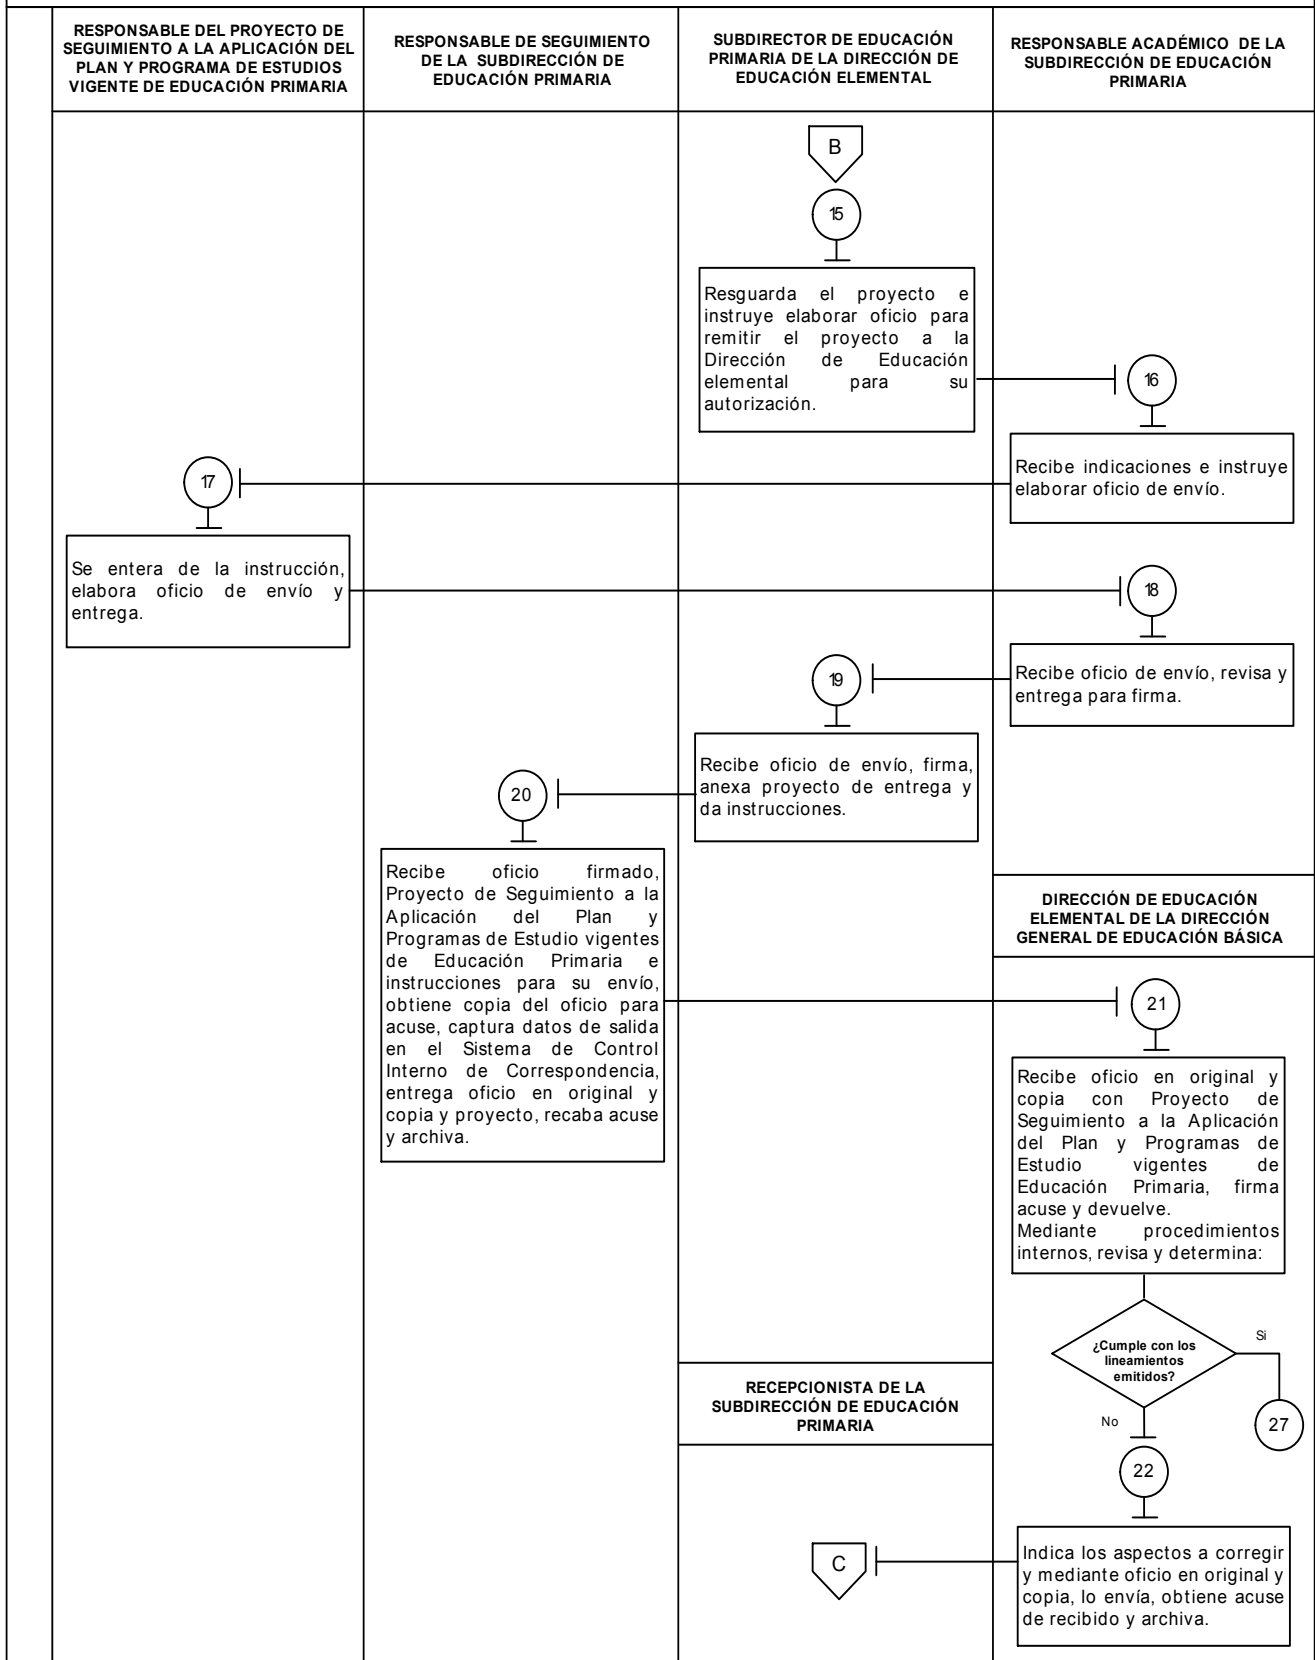 RESPONSABLE DEL PROYECTO DE
SEGUIMIENTO A LA APLICACIÓN DEL
PLAN Y PROGRAMA DE ESTUDIOS
VIGENTE DE EDUCACIÓN PRIMARIA
RESPONSABLE DE SEGUIMIENTO
DE LA SUBDIRECCIÓN DE
EDUCACIÓN PRIMARIA
SUBDIRECTOR DE EDUCACIÓN
PRIMARIA DE LA DIRECCIÓN DE
EDUCACIÓN ELEMENTAL
RESPONSABLE ACADÉMICO DE LA
SUBDIRECCIÓN DE EDUCACIÓN
PRIMARIA
B
15
Resguarda el proyecto e
instruye elaborar oficio para
remitir el proyecto a la
Dirección de Educación
elemental para su
autorización.
16
Recibe indicaciones e instruye
elaborar oficio de envío.
17
Se entera de la instrucción,
elabora oficio de envío y
entrega.
18
Recibe oficio de envío, revisa y
entrega para firma.
19
Recibe oficio de envío, firma,
anexa proyecto de entrega y
da instrucciones.
20
Recibe oficio firmado,
Proyecto de Seguimiento a la
Aplicación del Plan y
Programas de Estudio vigentes
de Educación Primaria e
instrucciones para su envío,
obtiene copia del oficio para
acuse, captura datos de salida
en el Sistema de Control
Interno de Correspondencia,
entrega oficio en original y
copia y proyecto, recaba acuse
y archiva.
DIRECCIÓN DE EDUCACIÓN
ELEMENTAL DE LA DIRECCIÓN
GENERAL DE EDUCACIÓN BÁSICA
21
Recibe oficio en original y
copia con Proyecto de
Seguimiento a la Aplicación
del Plan y Programas de
Estudio vigentes de
Educación Primaria, firma
acuse y devuelve.
Mediante procedimientos
internos, revisa y determina:
¿Cumple con los
lineamientos
emitidos?
Si
27
No
22
RECEPCIONISTA DE LA
SUBDIRECCIÓN DE EDUCACIÓN
PRIMARIA
Indica los aspectos a corregir
y mediante oficio en original y
copia, lo envía, obtiene acuse
de recibido y archiva.
C